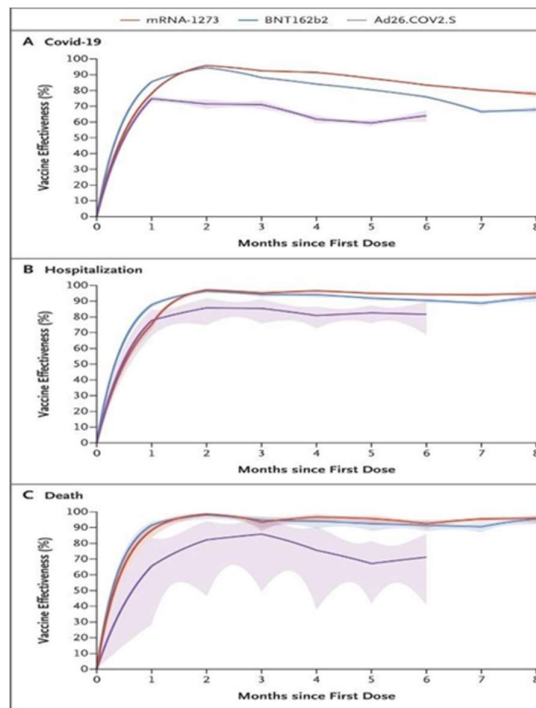 mRNA-1273 BNT162b2 Ad26.COV2.S
A Covid-19
Vaccine Effectiveness (%)
100
90
80
70
60
50
40
30
20
10
0
0 1 2 3 4 5 6 7 8
Months since First Dose
B Hospitalization
Vaccine Effectiveness (%)
100
90
80
70
60
50
40
30
20
10
0
0 1 2 3 4 5 6 7 8
Months since First Dose
C Death
Vaccine Effectiveness (%)
100
90
80
70
60
50
40
30
20
10
0
0 1 2 3 4 5 6 7 8
Months since First Dose